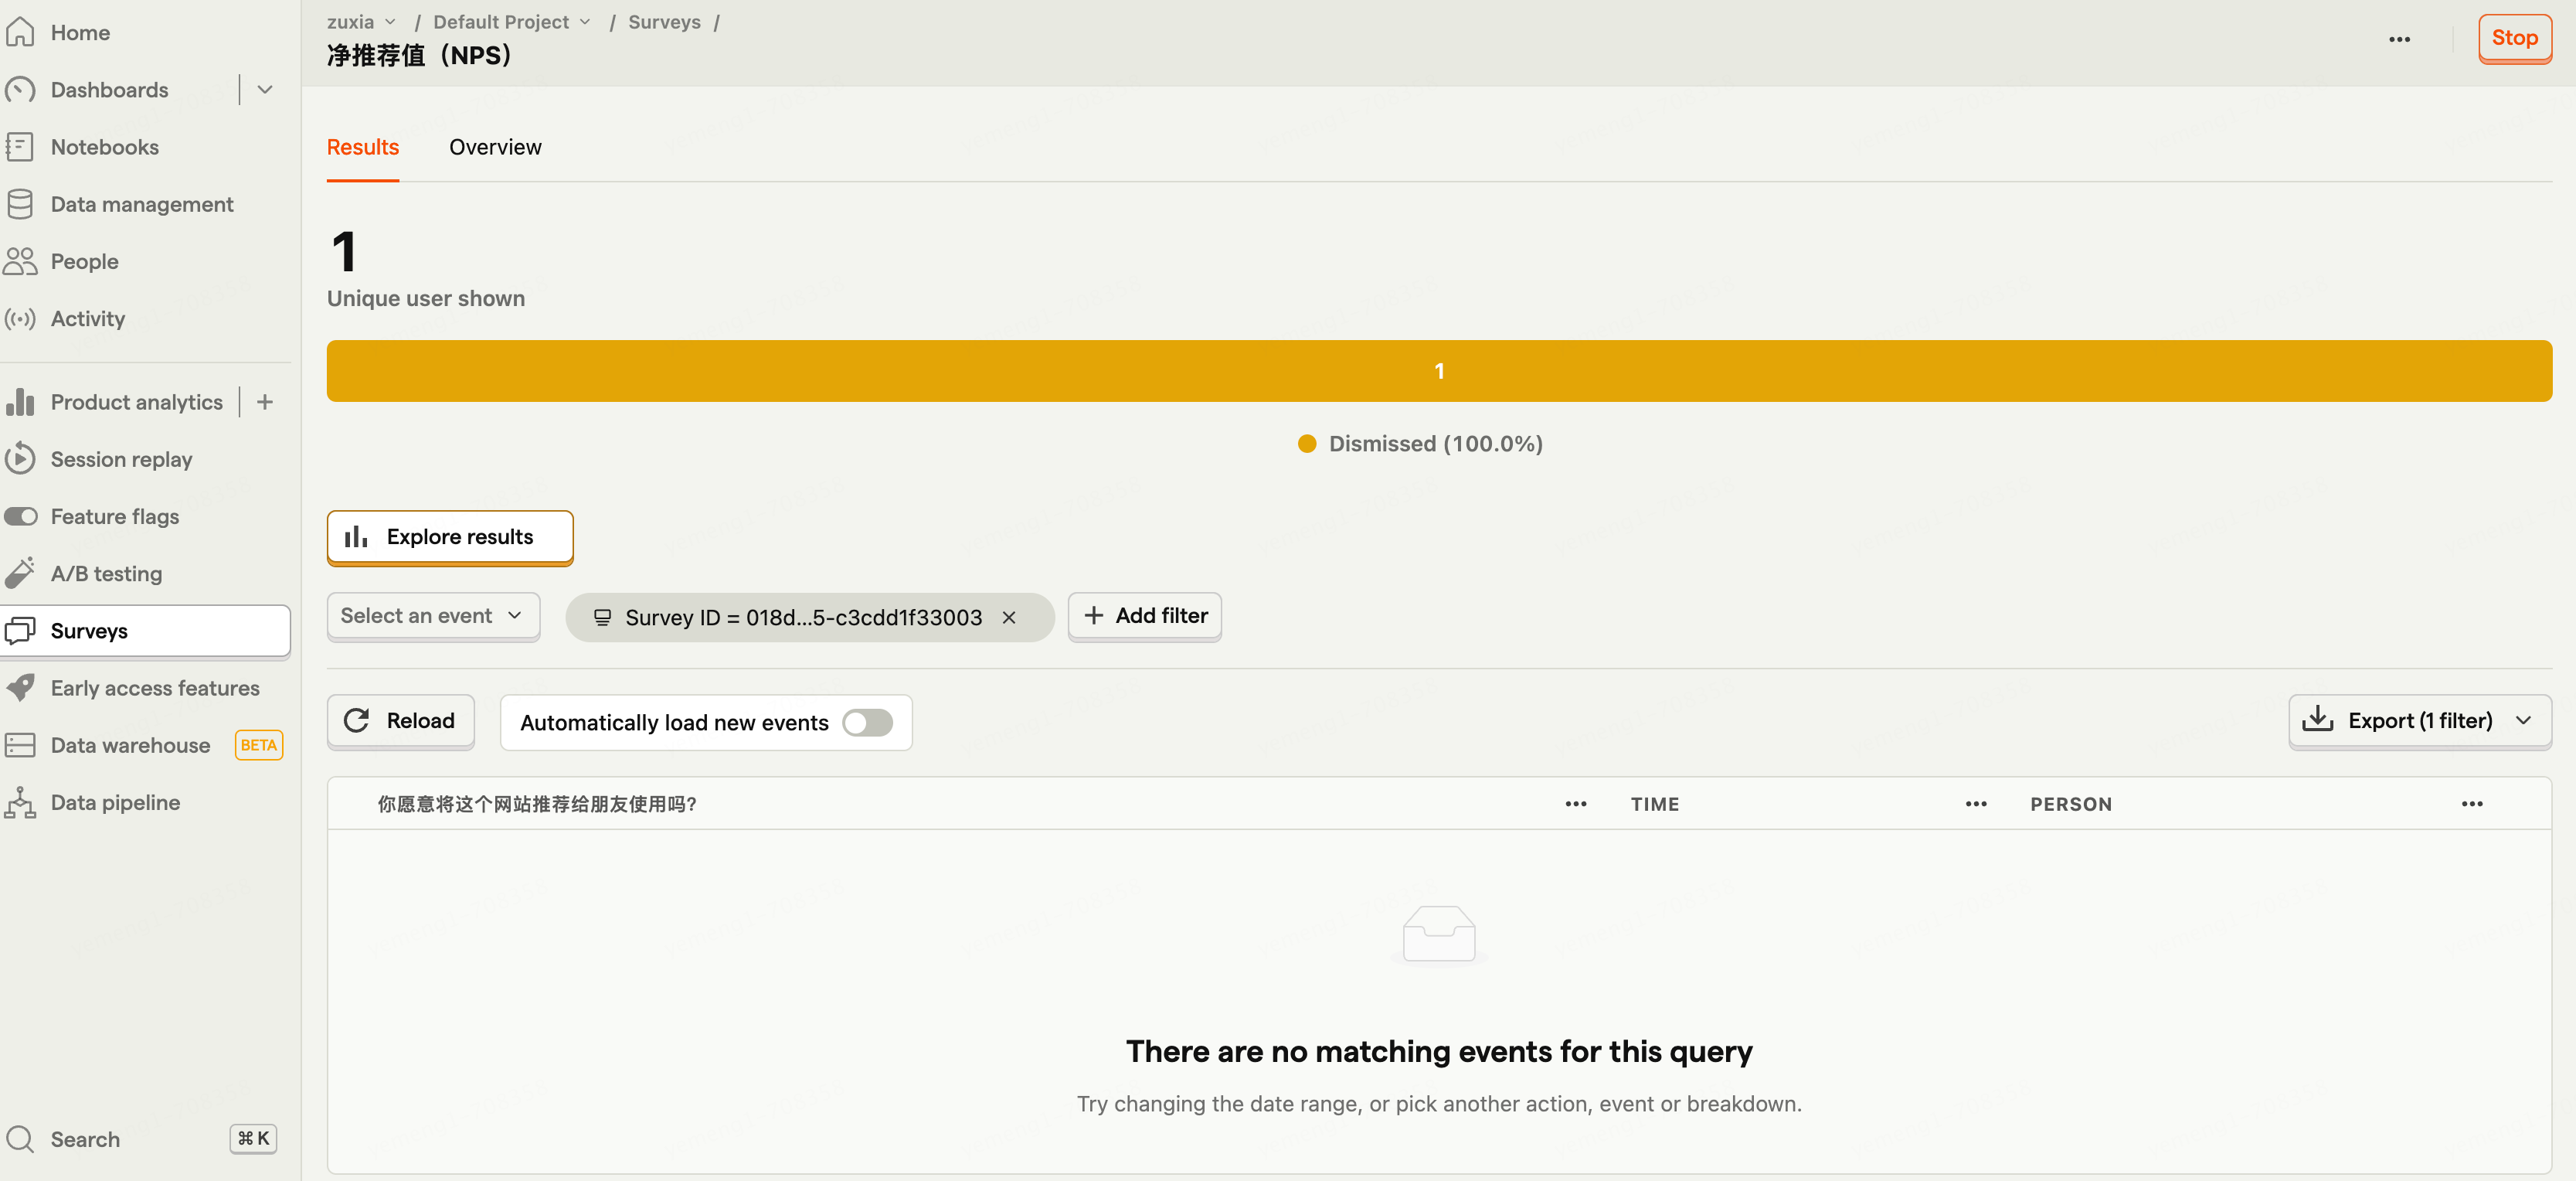 Home
Dashboards
Notebooks
Data management
People
Activity
Product analytics
Session replay
Feature flags
A/B testing
Surveys
Early access features
Data warehouse BETA
Data pipeline
Search ⌘ K
zuxia / Default Project / Surveys /
净推荐值（NPS）
Stop
Results Overview
1
Unique user shown
1
Dismissed (100.0%)
Explore results
Select an event Survey ID = 018d...5-c3cdd1f33003 Add filter
Reload Automatically load new events Export (1 filter)
你愿意将这个网站推荐给朋友使用吗? TIME PERSON
There are no matching events for this query
Try changing the date range, or pick another action, event or breakdown.